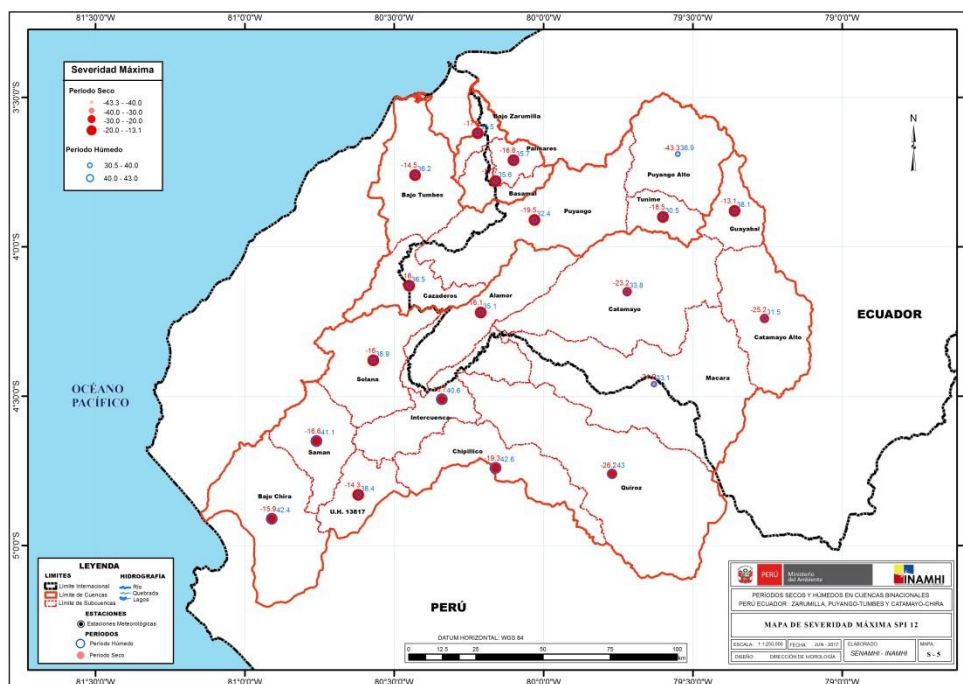 81°30'0"W
81°0'0"W
80°30'0"W
80°0'0"W
79°30'0"W
79°0'0"W
Severidad Máxima
Período Seco
-43.3 - -40.0
-40.0 - -30.0
-30.0 - -20.0
-20.0 - -13.1
Período Húmedo
30.5 - 40.0
40.0 - 43.0
3°30'0"S
4°0'0"S
4°30'0"S
5°0'0"S
N
Bajo Zarumilla
Palmares
-16.8 35.7
-43.3 36.9
Puyango Alto
-14.5 36.2
Bajo Tumbes
35.6
Basamal
Puyango
-19.5 32.4
Tunime
-18.5 30.5
-13.1 38.1
Guayabal
36.5
Cazaderos
Alamor
-16.1 35.1
-23.2 33.8
Catamayo
-25.2 31.5
Catamayo Alto
ECUADOR
OCÉANO
PACÍFICO
-16 38.9
Solana
Macara
33.1
40.6
Intercuenca
-16.6 41.1
Saman
Chipillico
-19.3 42.6
-26.2 43
Quiroz
Bajo Chira
-15.9 42.4
-14.3 38.4
U.H. 13817
PERÚ
LEYENDA
LIMITES
HIDROGRAFÍA
Límite Internacional
Límite de Cuencas
Límite de Subcuencas
Río
Quebrada
Lagos
ESTACIONES
Estaciones Meteorológicas
PERÍODOS
Período Húmedo
Período Seco
DATUM HORIZONTAL: WGS 84
0 12.5 25 50 75 100
km
PERÚ
Ministerio
del Ambiente
INAMHI
PERÍODOS SECOS Y HÚMEDOS EN CUENCAS BINACIONALES
PERÚ ECUADOR : ZARUMILLA, PUYANGO-TUMBES Y CATAMAYO-CHIRA
MAPA DE SEVERIDAD MÁXIMA SPI 12
ESCALA: 1:1,250,000
FECHA: JUN - 2017
ELABORADO:
SENAMHI - INAMHI
MAPA:
S - 5
DISEÑO: DIRECCIÓN DE HIDROLOGÍA